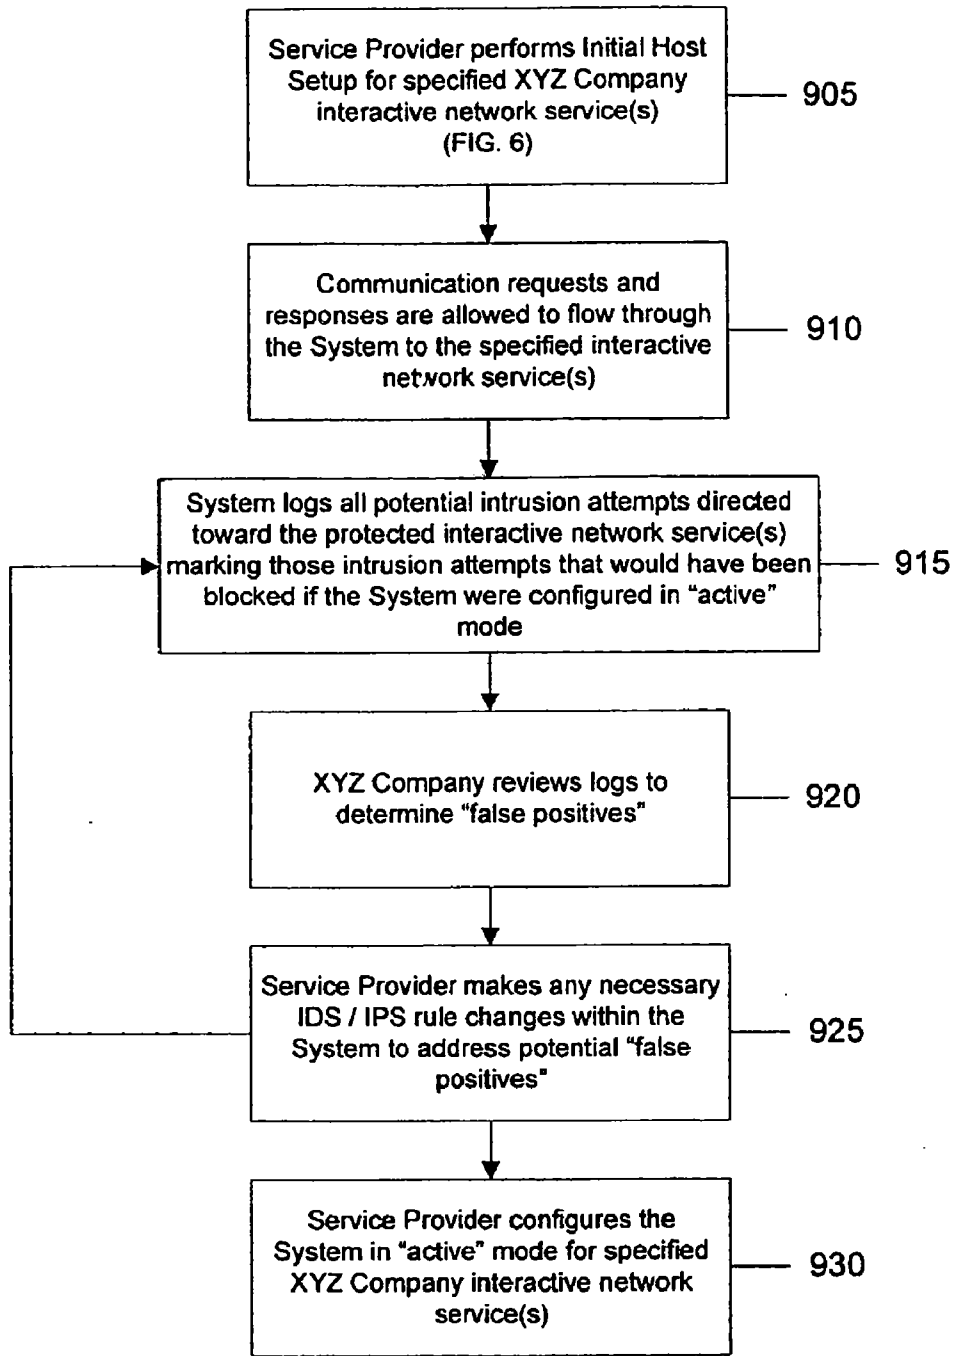 Service Provider performs Initial Host
Setup for specified XYZ Company
interactive network service(s)
(FIG. 6)
905
Communication requests and
responses are allowed to flow through
the System to the specified interactive
network service(s)
910
System logs all potential intrusion attempts directed
toward the protected interactive network service(s)
marking those intrusion attempts that would have been
blocked if the System were configured in “active”
mode
915
XYZ Company reviews logs to
determine “false positives”
920
Service Provider makes any necessary
IDS / IPS rule changes within the
System to address potential “false
positives”
925
Service Provider configures the
System in “active” mode for specified
XYZ Company interactive network
service(s)
930